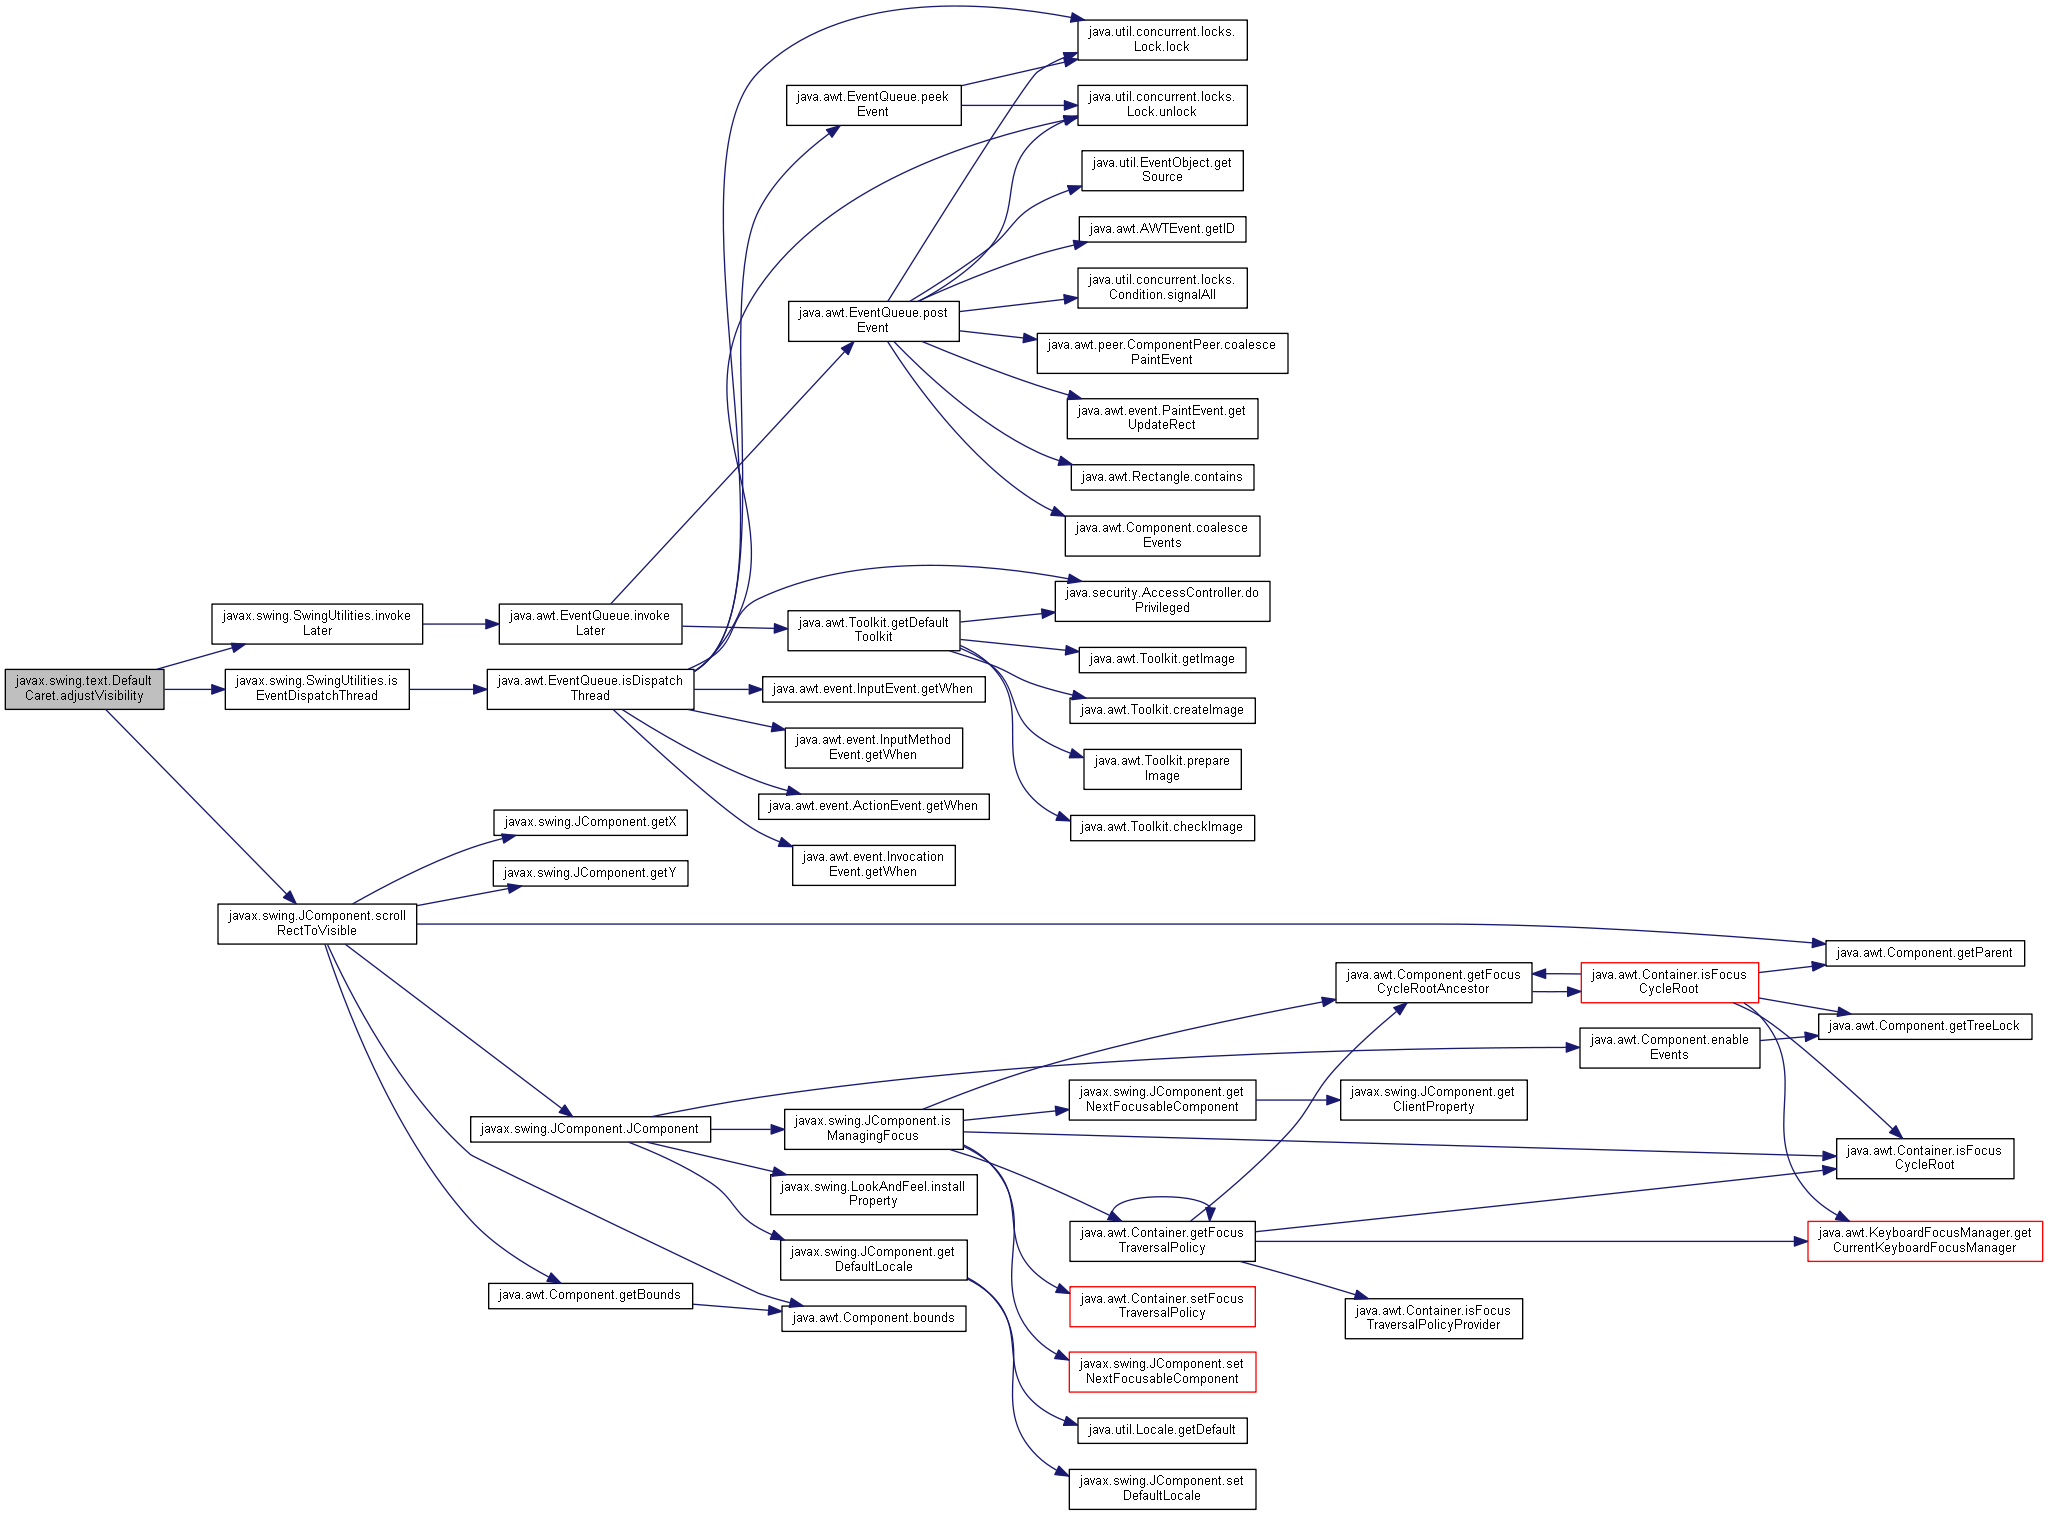 javax.swing.text.Default
Caret.adjustVisibility
javax.swing.SwingUtilities.invoke
Later
javax.swing.SwingUtilities.is
EventDispatchThread
javax.swing.JComponent.scroll
RectToVisible
java.awt.EventQueue.invoke
Later
java.awt.EventQueue.isDispatch
Thread
javax.swing.JComponent.getX
javax.swing.JComponent.getY
javax.swing.JComponent.JComponent
java.awt.Component.getBounds
java.awt.EventQueue.peek
Event
java.awt.EventQueue.post
Event
java.awt.Toolkit.getDefault
Toolkit
java.awt.event.InputEvent.getWhen
java.awt.event.InputMethod
Event.getWhen
java.awt.event.ActionEvent.getWhen
java.awt.event.Invocation
Event.getWhen
javax.swing.JComponent.is
ManagingFocus
javax.swing.LookAndFeel.install
Property
javax.swing.JComponent.get
DefaultLocale
java.awt.Component.bounds
java.util.concurrent.locks.
Lock.lock
java.util.concurrent.locks.
Lock.unlock
java.util.EventObject.get
Source
java.awt.AWTEvent.getID
java.util.concurrent.locks.
Condition.signalAll
java.awt.peer.ComponentPeer.coalesce
PaintEvent
java.awt.event.PaintEvent.get
UpdateRect
java.awt.Rectangle.contains
java.awt.Component.coalesce
Events
java.security.AccessController.do
Privileged
java.awt.Toolkit.getImage
java.awt.Toolkit.createImage
java.awt.Toolkit.prepare
Image
java.awt.Toolkit.checkImage
javax.swing.JComponent.get
NextFocusableComponent
java.awt.Container.getFocus
TraversalPolicy
java.awt.Container.setFocus
TraversalPolicy
javax.swing.JComponent.set
NextFocusableComponent
java.util.Locale.getDefault
javax.swing.JComponent.set
DefaultLocale
java.awt.Component.getFocus
CycleRootAncestor
javax.swing.JComponent.get
ClientProperty
java.awt.Container.isFocus
TraversalPolicyProvider
java.awt.Container.isFocus
CycleRoot
java.awt.Component.enable
Events
java.awt.Component.getParent
java.awt.Component.getTreeLock
java.awt.Container.isFocus
CycleRoot
java.awt.KeyboardFocusManager.get
CurrentKeyboardFocusManager